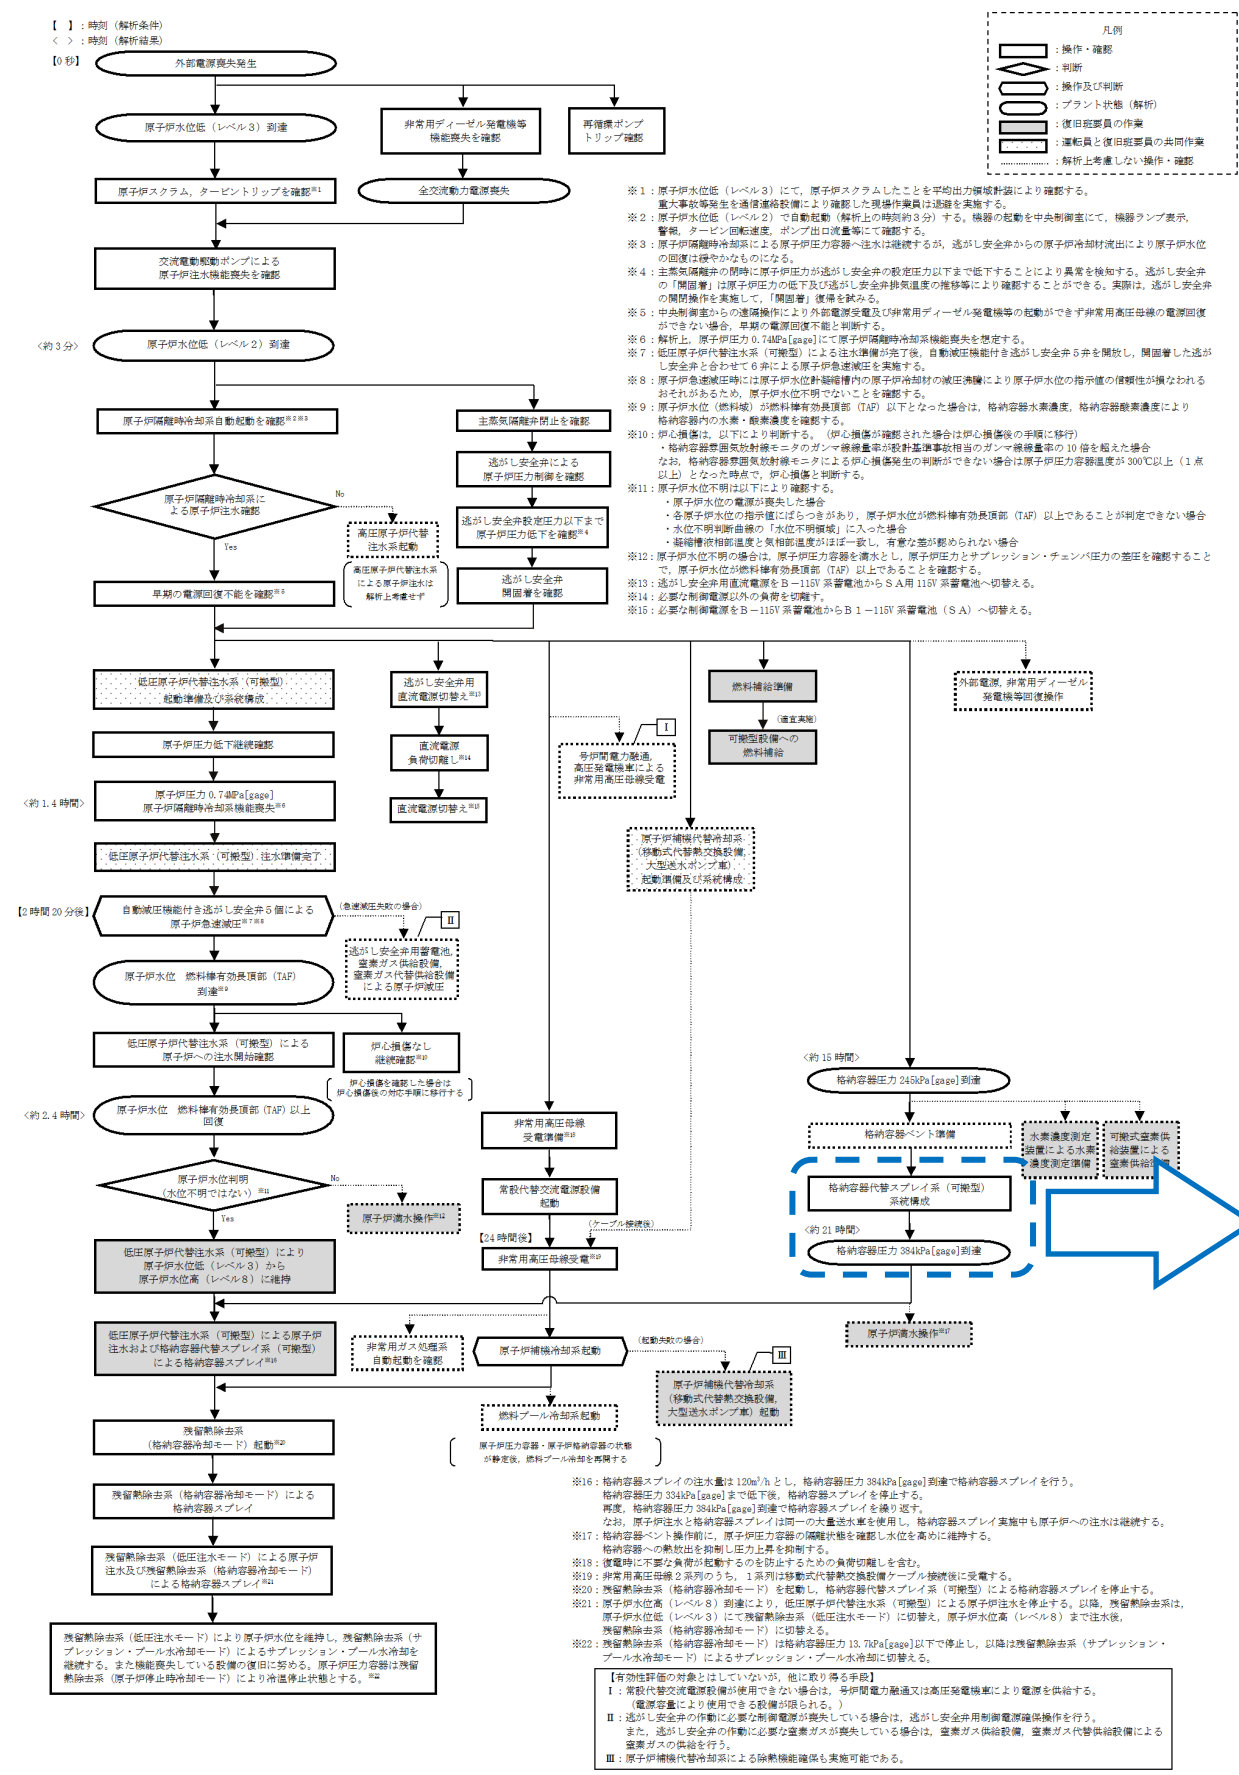 【　】：時刻（解析条件）
＜　＞：時刻（解析結果）
【0秒】
外部電源喪失発生
原子炉水位低（レベル３）到達
非常用ディーゼル発電機等
機能喪失を確認
再循環ポンプ
トリップ確認
原子炉スクラム，タービントリップを確認※1
全交流動力電源喪失
交流電動駆動ポンプによる
原子炉注水機能喪失を確認
＜約３分＞
原子炉水位低（レベル２）到達
原子炉隔離時冷却系自動起動を確認※2※3
主蒸気隔離弁閉止を確認
逃がし安全弁による
原子炉圧力制御を確認
原子炉隔離時冷却系に
よる原子炉注水確認
No
Yes
高圧原子炉代替
注水系起動
高圧原子炉代替注水系
による原子炉注水は
解析上考慮せず
逃がし安全弁設定圧力以下まで
原子炉圧力低下を確認※4
逃がし安全弁
開固着を確認
早期の電源回復不能を確認※5
凡例
：操作・確認
：判断
：操作及び判断
：プラント状態（解析）
：復旧班要員の作業
：運転員と復旧班要員の共同作業
：解析上考慮しない操作・確認
※１：原子炉水位低（レベル３）にて，原子炉スクラムしたことを平均出力領域計装により確認する。
重大事故等発生を通信連絡設備により確認した現場作業員は退避を実施する。
※２：原子炉水位低（レベル２）で自動起動（解析上の時刻約３分）する。機器の起動を中央制御室にて，機器ランプ表示，
警報，タービン回転速度，ポンプ出口流量等にて確認する。
※３：原子炉隔離時冷却系による原子炉圧力容器へ注水は継続するが，逃がし安全弁からの原子炉冷却材流出により原子炉水位
の回復は緩やかなものになる。
※４：主蒸気隔離弁の閉時に原子炉圧力が逃がし安全弁の設定圧力以下まで低下することにより異常を検知する。逃がし安全弁
の「開固着」は原子炉圧力の低下及び逃がし安全弁排気温度の推移等により確認することができる。実際は，逃がし安全弁
の開閉操作を実施して，「開固着」復帰を試みる。
※５：中央制御室からの遠隔操作により外部電源受電及び非常用ディーゼル発電機等の起動ができず非常用高圧母線の電源回復
ができない場合，早期の電源回復不能と判断する。
※６：解析上，原子炉圧力0.74MPa[gage]にて原子炉隔離時冷却系機能喪失を想定する。
※７：低圧原子炉代替注水系（可搬型）による注水準備が完了後，自動減圧機能付き逃がし安全弁５弁を開放し，開固着した逃が
し安全弁と合わせて６弁による原子炉急速減圧を実施する。
※８：原子炉急速減圧時には原子炉水位計凝縮槽内の原子炉冷却材の減圧沸騰により原子炉水位の指示値の信頼性が損なわれる
おそれがあるため，原子炉水位不明でないことを確認する。
※９：原子炉水位（燃料域）が燃料棒有効長頂部（TAF）以下となった場合は，格納容器水素濃度，格納容器酸素濃度により
格納容器内の水素・酸素濃度を確認する。
※10：炉心損傷は，以下により判断する。（炉心損傷が確認された場合は炉心損傷後の手順に移行）
・格納容器雰囲気放射線モニタのガンマ線線量率が設計基準事故相当のガンマ線線量率の10倍を超えた場合
なお，格納容器雰囲気放射線モニタによる炉心損傷発生の判断ができない場合は原子炉圧力容器温度が300℃以上（１点
以上）となった時点で，炉心損傷と判断する。
※11：原子炉水位不明は以下により確認する。
・原子炉水位の電源が喪失した場合
・各原子炉水位の指示値にばらつきがあり，原子炉水位が燃料棒有効長頂部（TAF）以上であることが判定できない場合
・水位不明判断曲線の「水位不明領域」に入った場合
・凝縮槽液相部温度と気相部温度がほぼ一致し，有意な差が認められない場合
※12：原子炉水位不明の場合は，原子炉圧力容器を満水とし，原子炉圧力とサプレッション・チェンバ圧力の差圧を確認すること
で，原子炉水位が燃料棒有効長頂部（TAF）以上であることを確認する。
※13：逃がし安全弁用直流電源をＢ－115V系蓄電池からＳＡ用115V系蓄電池へ切替える。
※14：必要な制御電源以外の負荷を切離す。
※15：必要な制御電源をＢ－115V系蓄電池からＢ１－115V系蓄電池（ＳＡ）へ切替える。
低圧原子炉代替注水系（可搬型）
起動準備及び系統構成
逃がし安全弁用
直流電源切替え※13
燃料補給準備
外部電源，非常用ディーゼル
発電機等回復操作
（適宜実施）
可搬型設備への
燃料補給
原子炉圧力低下継続確認
直流電源
負荷切離し※14
Ⅰ
号炉間電力融通，
高圧発電機車による
非常用高圧母線受電
＜約1.4時間＞
原子炉圧力0.74MPa[gage]
原子炉隔離時冷却系機能喪失※6
直流電源切替え※15
低圧原子炉代替注水系（可搬型）注水準備完了
原子炉補機代替冷却系
（移動式代替熱交換設備，
大型送水ポンプ車）
起動準備及び系統構成
【2時間20分後】
自動減圧機能付き逃がし安全弁５個による
原子炉急速減圧※7※8
（急速減圧失敗の場合）
Ⅱ
逃がし安全弁用蓄電池，
窒素ガス供給設備，
窒素ガス代替供給設備
による原子炉減圧
原子炉水位　燃料棒有効長頂部（TAF）
到達※9
低圧原子炉代替注水系（可搬型）による
原子炉への注水開始確認
炉心損傷なし
継続確認※10
炉心損傷を確認した場合は
炉心損傷後の対応手順に移行する
＜約2.4時間＞
原子炉水位　燃料棒有効長頂部（TAF）以上
回復
原子炉水位判明
（水位不明ではない）※11
No
Yes
原子炉満水操作※12
非常用高圧母線
受電準備※18
常設代替交流電源設備
起動
（ケーブル接続後）
【24時間後】
非常用高圧母線受電※19
＜約15時間＞
格納容器圧力245kPa[gage]到達
格納容器ベント準備
水素濃度測定
装置による水素
濃度測定準備
可搬式窒素供
給装置による
窒素供給準備
格納容器代替スプレイ系（可搬型）
系統構成
＜約21時間＞
格納容器圧力384kPa[gage]到達
低圧原子炉代替注水系（可搬型）により
原子炉水位低（レベル３）から
原子炉水位高（レベル８）に維持
低圧原子炉代替注水系（可搬型）による原子炉
注水および格納容器代替スプレイ系（可搬型）
による格納容器スプレイ※16
非常用ガス処理系
自動起動を確認
原子炉補機冷却系起動
（起動失敗の場合）
Ⅲ
原子炉補機代替冷却系
（移動式代替熱交換設備，
大型送水ポンプ車）起動
原子炉満水操作※17
燃料プール冷却系起動
原子炉圧力容器・原子炉格納容器の状態
が静定後，燃料プール冷却を再開する
残留熱除去系
（格納容器冷却モード）起動※20
残留熱除去系（格納容器冷却モード）による
格納容器スプレイ
残留熱除去系（低圧注水モード）による原子炉
注水及び残留熱除去系（格納容器冷却モード）
による格納容器スプレイ※21
残留熱除去系（低圧注水モード）により原子炉水位を維持し，残留熱除去系（サ
プレッション・プール水冷却モード）によるサプレッション・プール水冷却を
継続する。また機能喪失している設備の復旧に努める。原子炉圧力容器は残留
熱除去系（原子炉停止時冷却モード）により冷温停止状態とする。※22
※16：格納容器スプレイの注水量は120m³/hとし，格納容器圧力384kPa[gage]到達で格納容器スプレイを行う。
格納容器圧力334kPa[gage]まで低下後，格納容器スプレイを停止する。
再度，格納容器圧力384kPa[gage]到達で格納容器スプレイを繰り返す。
なお，原子炉注水と格納容器スプレイは同一の大量送水車を使用し，格納容器スプレイ実施中も原子炉への注水は継続する。
※17：格納容器ベント操作前に，原子炉圧力容器の隔離状態を確認し水位を高めに維持する。
格納容器への熱放出を抑制し圧力上昇を抑制する。
※18：復電時に不要な負荷が起動するのを防止するための負荷切離しを含む。
※19：非常用高圧母線２系列のうち，１系列は移動式代替熱交換設備ケーブル接続後に受電する。
※20：残留熱除去系（格納容器冷却モード）を起動し，格納容器代替スプレイ系（可搬型）による格納容器スプレイを停止する。
※21：原子炉水位高（レベル８）到達により，低圧原子炉代替注水系（可搬型）による原子炉注水を停止する。以降，残留熱除去系は，
原子炉水位低（レベル３）にて残留熱除去系（低圧注水モード）に切替え，原子炉水位高（レベル８）まで注水後，
残留熱除去系（格納容器冷却モード）に切替える。
※22：残留熱除去系（格納容器冷却モード）は格納容器圧力13.7kPa[gage]以下で停止し，以降は残留熱除去系（サプレッション・
プール水冷却モード）によるサプレッション・プール水冷却に切替える。
【有効性評価の対象とはしていないが，他に取り得る手段】
Ⅰ：常設代替交流電源設備が使用できない場合は，号炉間電力融通又は高圧発電機車により電源を供給する。
（電源容量により使用できる設備が限られる。）
Ⅱ：逃がし安全弁の作動に必要な制御電源が喪失している場合は，逃がし安全弁用制御電源確保操作を行う。
また，逃がし安全弁の作動に必要な窒素ガスが喪失している場合は，窒素ガス供給設備，窒素ガス代替供給設備による
窒素ガスの供給を行う。
Ⅲ：原子炉補機代替冷却系による除熱機能確保も実施可能である。